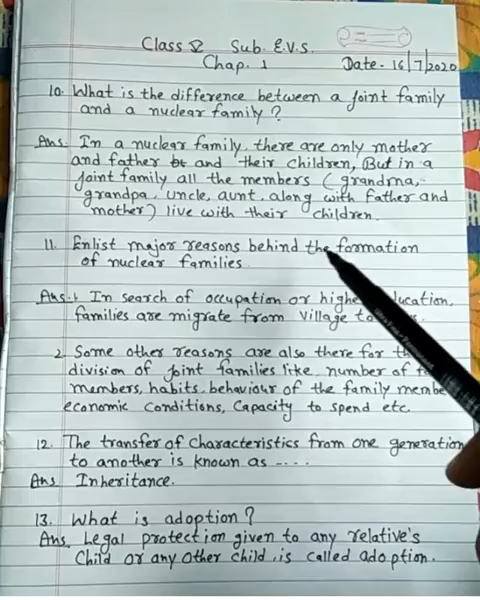 Class V Sub. E.V.S.
Chap. 1 Date- 16/7/2020
10. What is the difference between a Joint family
and a nuclear family?
Ans. In a nuclear family, there are only mother
and father and their children, But in a
Joint family all the members (grandma,
grandpa, uncle, aunt, along with Father and
mother) live with their children.
11. Enlist major reasons behind the formation
of nuclear families.
Ans:1. In search of occupation or higher education,
families are migrate from Village to
2. Some other reasons are also there for the
division of Joint families like, number of
members, habits, behaviour of the family membe
economic conditions, Capacity to spend etc.
12. The transfer of Characteristics from one generation
to another is known as ----.
Ans Inheritance.
13. What is adoption?
Ans. Legal protection given to any relative's
Child or any other child, is called adoption.